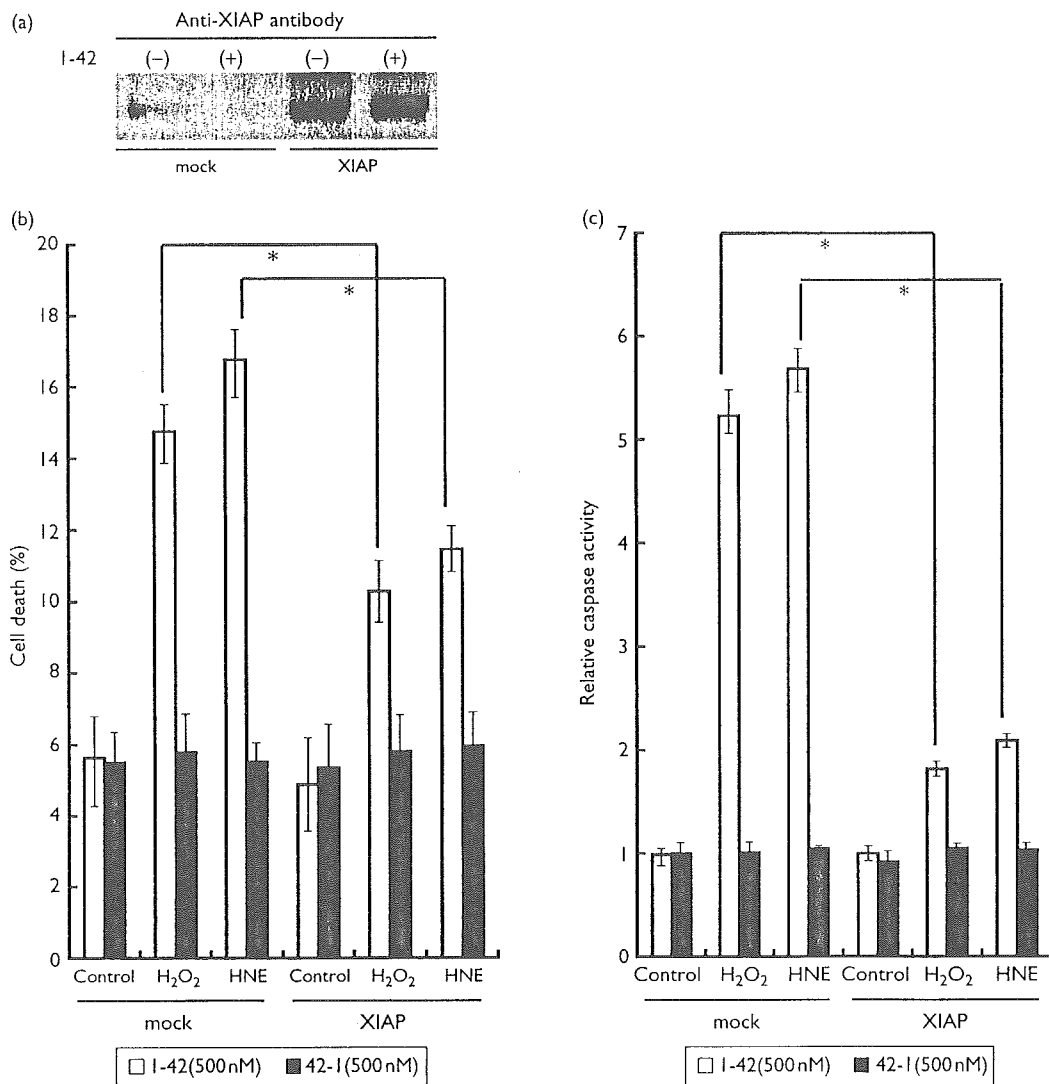 (a)
Anti-XIAP antibody
1-42 (−) (+) (−) (+)
mock XIAP
(b)
20
18
16
14
12
10
8
6
4
2
0
Cell death (%)
* *
Control H₂O₂ HNE Control H₂O₂ HNE
mock XIAP
1-42(500 nM) 42-1(500 nM)
(c)
7
6
5
4
3
2
1
0
Relative caspase activity
* *
Control H₂O₂ HNE Control H₂O₂ HNE
mock XIAP
1-42(500 nM) 42-1(500 nM)